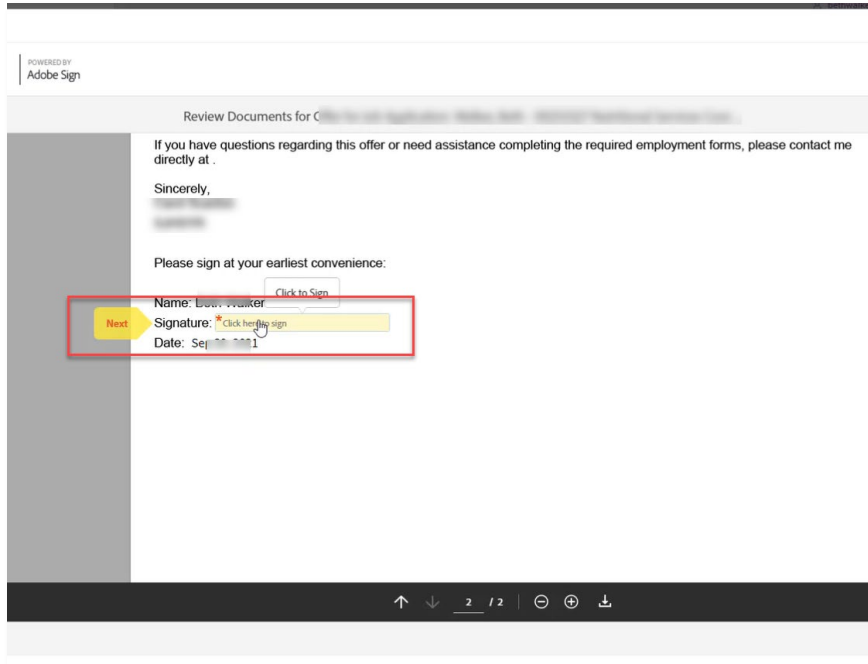 POWERED BY
Adobe Sign
Review Documents for
If you have questions regarding this offer or need assistance completing the required employment forms, please contact me
directly at .
Sincerely,
Please sign at your earliest convenience:
Click to Sign
Name: Walker
Next
Signature: * Click here to sign
Date: Sep
2 / 2